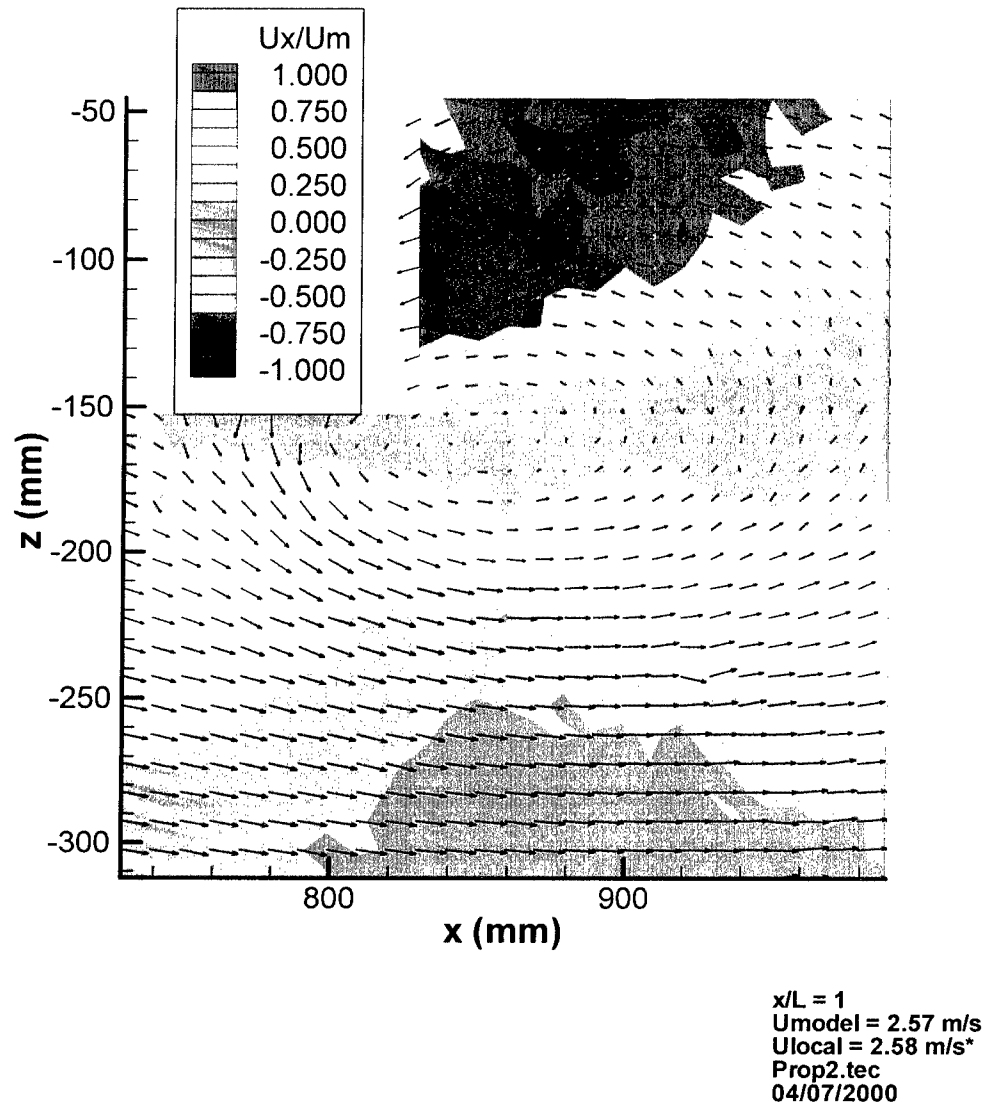 Ux/Um
1.000
0.750
0.500
0.250
0.000
-0.250
-0.500
-0.750
-1.000
-50
-100
-150
-200
-250
-300
z (mm)
800
900
x (mm)
x/L = 1
Umodel = 2.57 m/s
Ulocal = 2.58 m/s*
Prop2.tec
04/07/2000